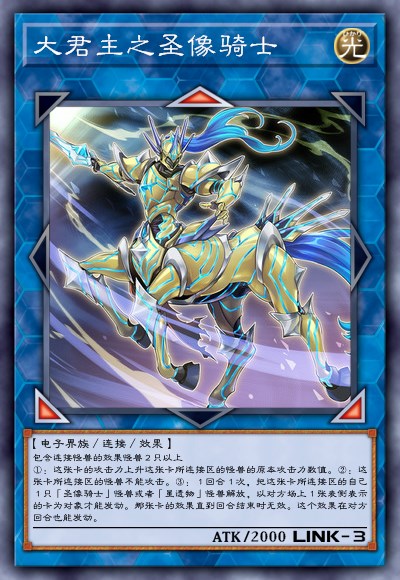 大君主之圣像骑士
光
ひかり
【电子界族／连接／效果】
包含连接怪兽的效果怪兽２只以上
①：这张卡的攻击力上升这张卡所连接区的怪兽的原本攻击力数值。②：这
张卡所连接区的怪兽不能攻击。③：１回合１次，把这张卡所连接区的自己
１只「圣像骑士」怪兽或者「星遗物」怪兽解放，以对方场上１张表侧表示
的卡为对象才能发动。那张卡的效果直到回合结束时无效。这个效果在对方
回合也能发动。
ATK/2000 LINK-3